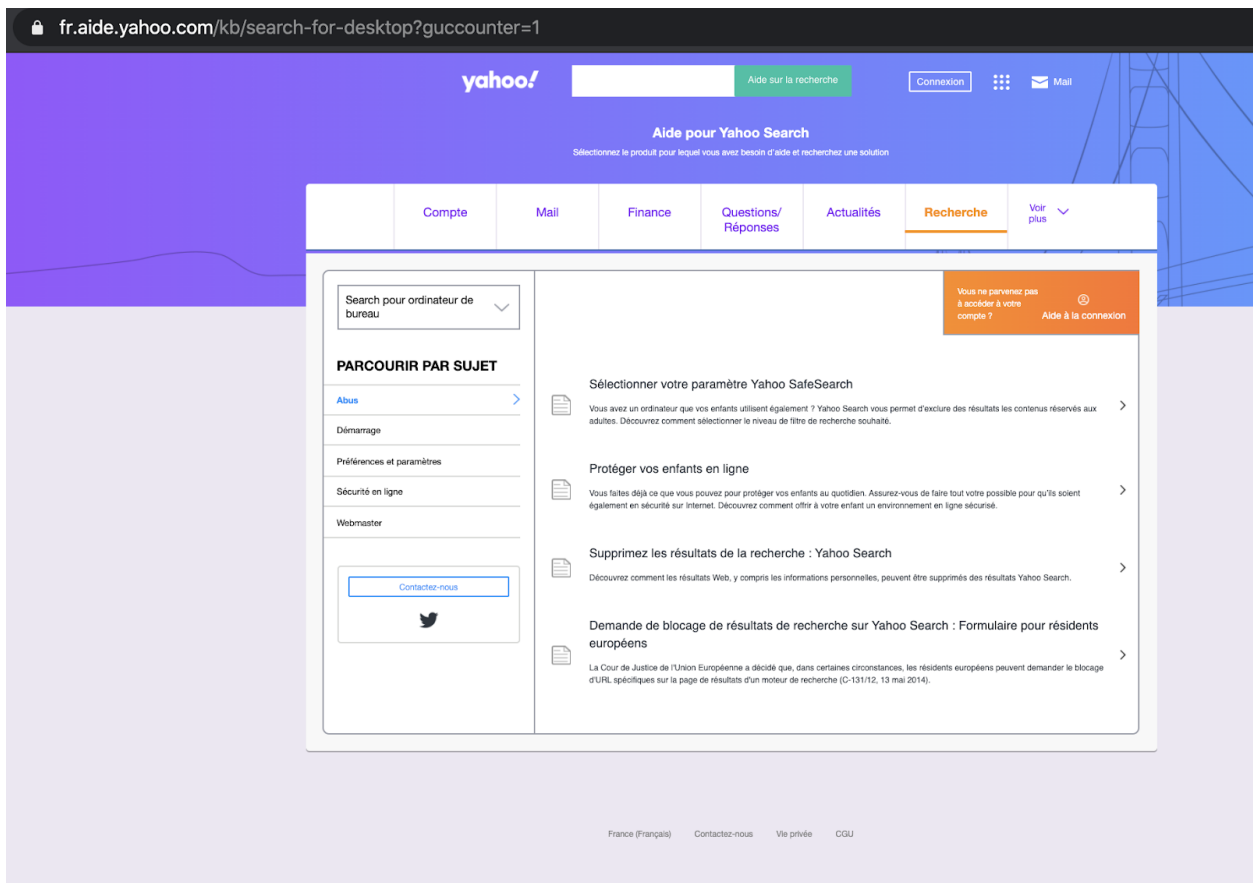 fr.aide.yahoo.com/kb/search-for-desktop?guccounter=1
yahoo!
Aide sur la recherche
Connexion
Mail
Aide pour Yahoo Search
Sélectionnez le produit pour lequel vous avez besoin d'aide et recherchez une solution
Compte
Mail
Finance
Questions/
Réponses
Actualités
Recherche
Voir
plus
Search pour ordinateur de
bureau
PARCOURIR PAR SUJET
Abus
Démarrage
Préférences et paramètres
Sécurité en ligne
Webmaster
Contactez-nous
Vous ne parvenez pas
à accéder à votre
compte ?
Aide à la connexion
Sélectionner votre paramètre Yahoo SafeSearch
Vous avez un ordinateur que vos enfants utilisent également ? Yahoo Search vous permet d'exclure des résultats les contenus réservés aux
adultes. Découvrez comment sélectionner le niveau de filtre de recherche souhaité.
Protéger vos enfants en ligne
Vous faites déjà ce que vous pouvez pour protéger vos enfants au quotidien. Assurez-vous de faire tout votre possible pour qu'ils soient
également en sécurité sur Internet. Découvrez comment offrir à votre enfant un environnement en ligne sécurisé.
Supprimez les résultats de la recherche : Yahoo Search
Découvrez comment les résultats Web, y compris les informations personnelles, peuvent être supprimés des résultats Yahoo Search.
Demande de blocage de résultats de recherche sur Yahoo Search : Formulaire pour résidents
européens
La Cour de Justice de l'Union Européenne a décidé que, dans certaines circonstances, les résidents européens peuvent demander le blocage
d'URL spécifiques sur la page de résultats d'un moteur de recherche (C-131/12, 13 mai 2014).
France (Français)
Contactez-nous
Vie privée
CGU